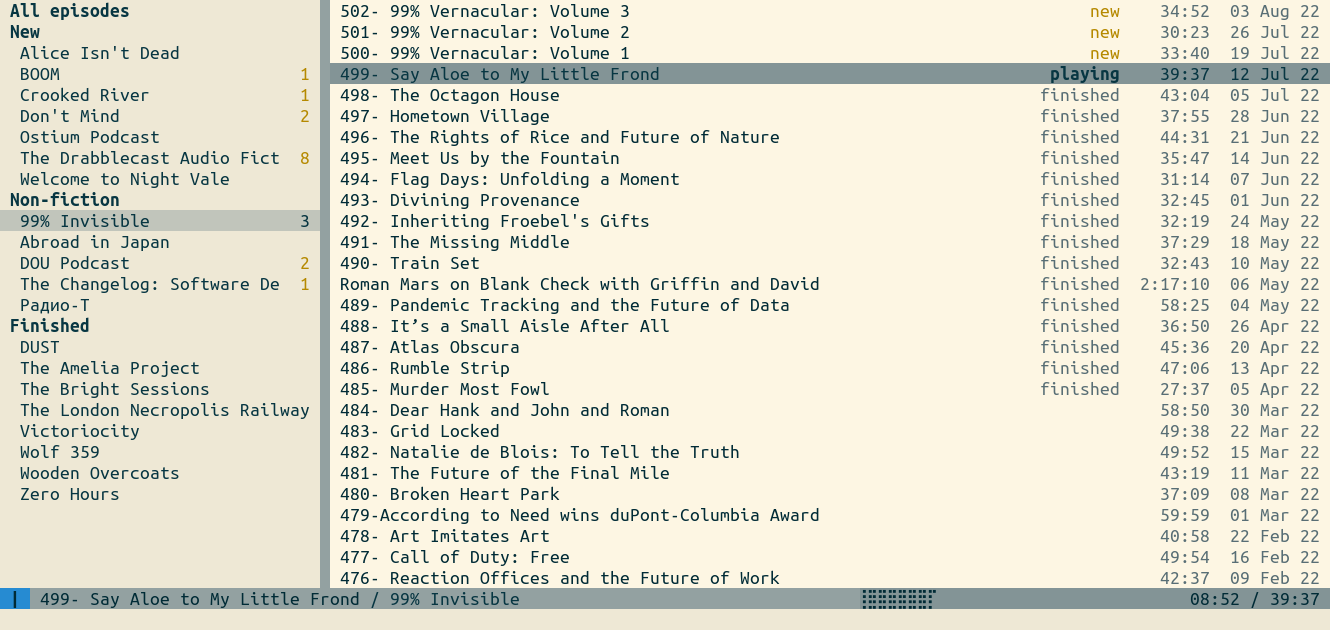 All episodes
New
Alice Isn't Dead
BOOM 1
Crooked River 1
Don't Mind 2
Ostium Podcast
The Drabblecast Audio Fict 8
Welcome to Night Vale
Non-fiction
99% Invisible 3
Abroad in Japan
DOU Podcast 2
The Changelog: Software De 1
Радио-Т
Finished
DUST
The Amelia Project
The Bright Sessions
The London Necropolis Railway
Victoriocity
Wolf 359
Wooden Overcoats
Zero Hours
502- 99% Vernacular: Volume 3 new 34:52 03 Aug 22
501- 99% Vernacular: Volume 2 new 30:23 26 Jul 22
500- 99% Vernacular: Volume 1 new 33:40 19 Jul 22
499- Say Aloe to My Little Frond playing 39:37 12 Jul 22
498- The Octagon House finished 43:04 05 Jul 22
497- Hometown Village finished 37:55 28 Jun 22
496- The Rights of Rice and Future of Nature finished 44:31 21 Jun 22
495- Meet Us by the Fountain finished 35:47 14 Jun 22
494- Flag Days: Unfolding a Moment finished 31:14 07 Jun 22
493- Divining Provenance finished 32:45 01 Jun 22
492- Inheriting Froebel's Gifts finished 32:19 24 May 22
491- The Missing Middle finished 37:29 18 May 22
490- Train Set finished 32:43 10 May 22
Roman Mars on Blank Check with Griffin and David finished 2:17:10 06 May 22
489- Pandemic Tracking and the Future of Data finished 58:25 04 May 22
488- It’s a Small Aisle After All finished 36:50 26 Apr 22
487- Atlas Obscura finished 45:36 20 Apr 22
486- Rumble Strip finished 47:06 13 Apr 22
485- Murder Most Fowl finished 27:37 05 Apr 22
484- Dear Hank and John and Roman 58:50 30 Mar 22
483- Grid Locked 49:38 22 Mar 22
482- Natalie de Blois: To Tell the Truth 49:52 15 Mar 22
481- The Future of the Final Mile 43:19 11 Mar 22
480- Broken Heart Park 37:09 08 Mar 22
479-According to Need wins duPont-Columbia Award 59:59 01 Mar 22
478- Art Imitates Art 40:58 22 Feb 22
477- Call of Duty: Free 49:54 16 Feb 22
476- Reaction Offices and the Future of Work 42:37 09 Feb 22
499- Say Aloe to My Little Frond / 99% Invisible 08:52 / 39:37